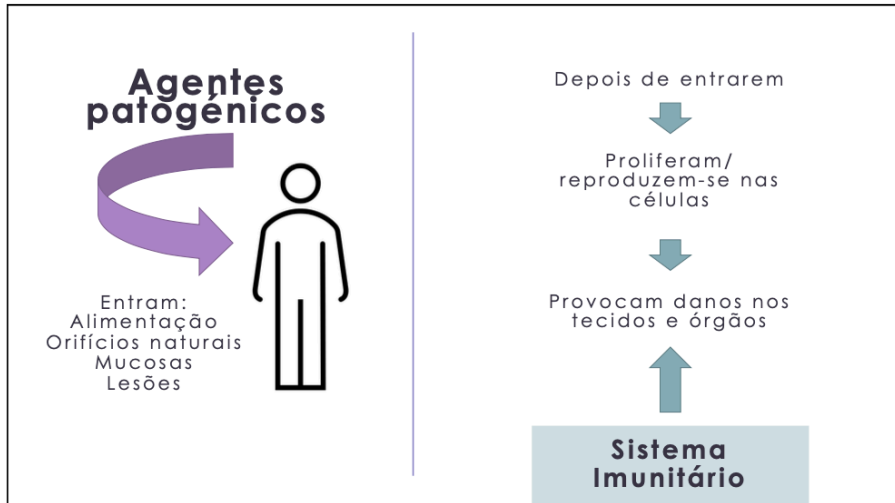 Agentes
patogénicos
Entram:
Alimentação
Orifícios naturais
Mucosas
Lesões
Depois de entrarem
Proliferam/
reproduzem-se nas
células
Provocam danos nos
tecidos e órgãos
Sistema
Imunitário